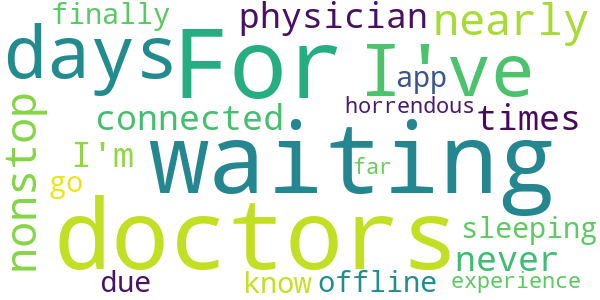 finally physician nearly
days For I've
app
horrendous
nonstop connected times
I'm waiting
far
go
doctors sleeping
never
due know offline experience